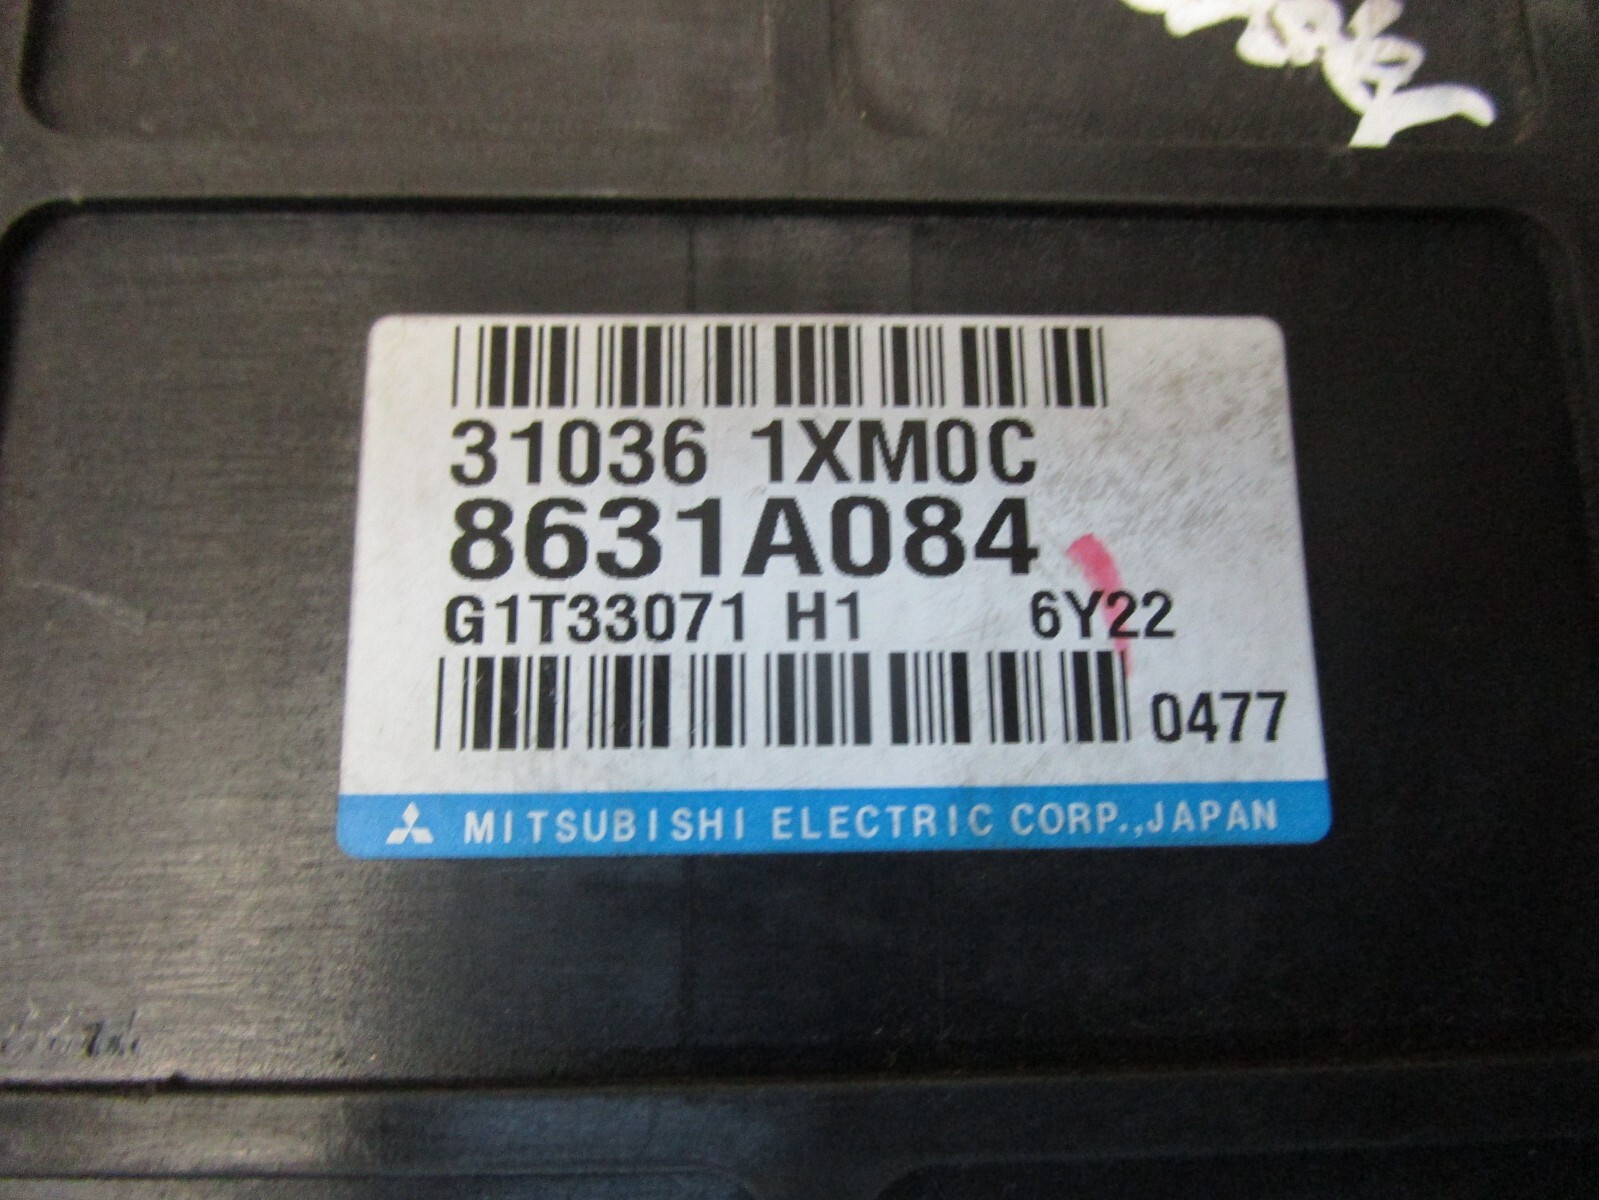 31036 1XM0C
8631A084
G1T33071 H1 6Y22
0477
MITSUBISHI ELECTRIC CORP.,JAPAN